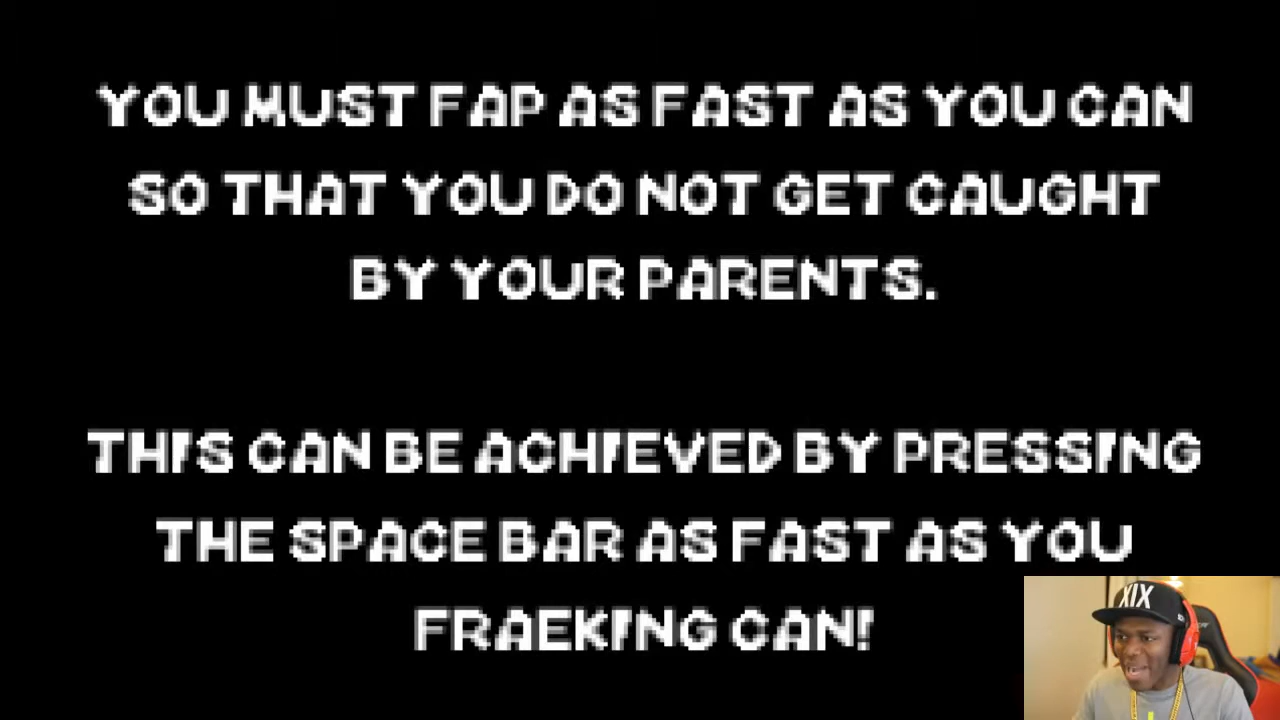 YOU MUST FAP AS FAST AS YOU CAN
SO THAT YOU DO NOT GET CAUGHT
BY YOUR PARENTS.
THIS CAN BE ACHIEVED BY PRESSING
THE SPACE BAR AS FAST AS YOU
FRAEKING CAN!
XIX